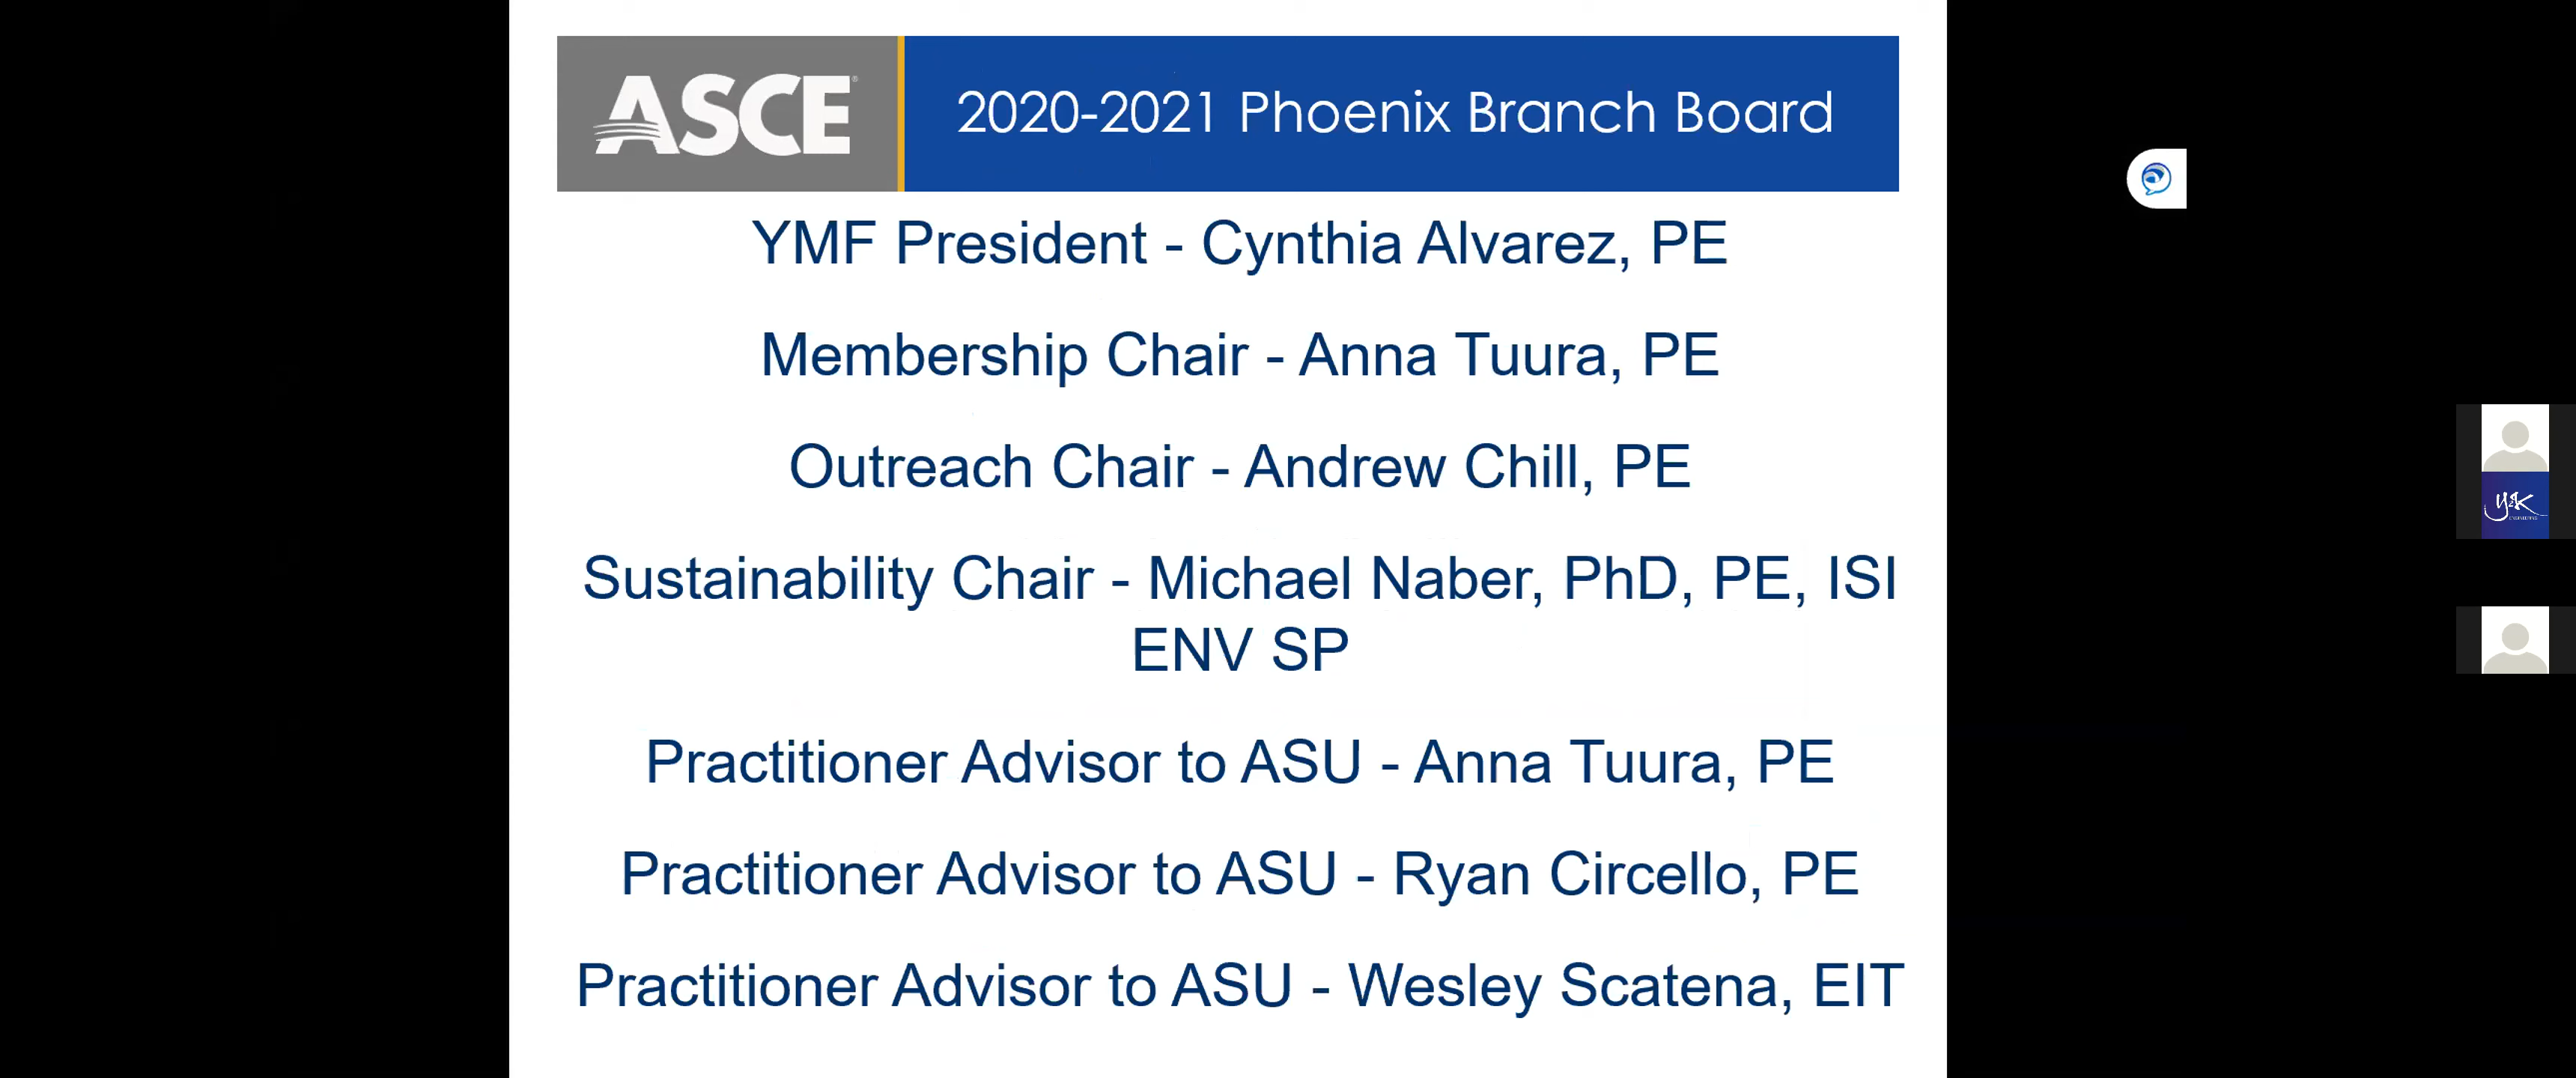 ASCE
2020-2021 Phoenix Branch Board
YMF President - Cynthia Alvarez, PE
Membership Chair - Anna Tuura, PE
Outreach Chair - Andrew Chill, PE
Sustainability Chair - Michael Naber, PhD, PE, ISI
ENV SP
Practitioner Advisor to ASU - Anna Tuura, PE
Practitioner Advisor to ASU - Ryan Circello, PE
Practitioner Advisor to ASU - Wesley Scatena, EIT
Y2K